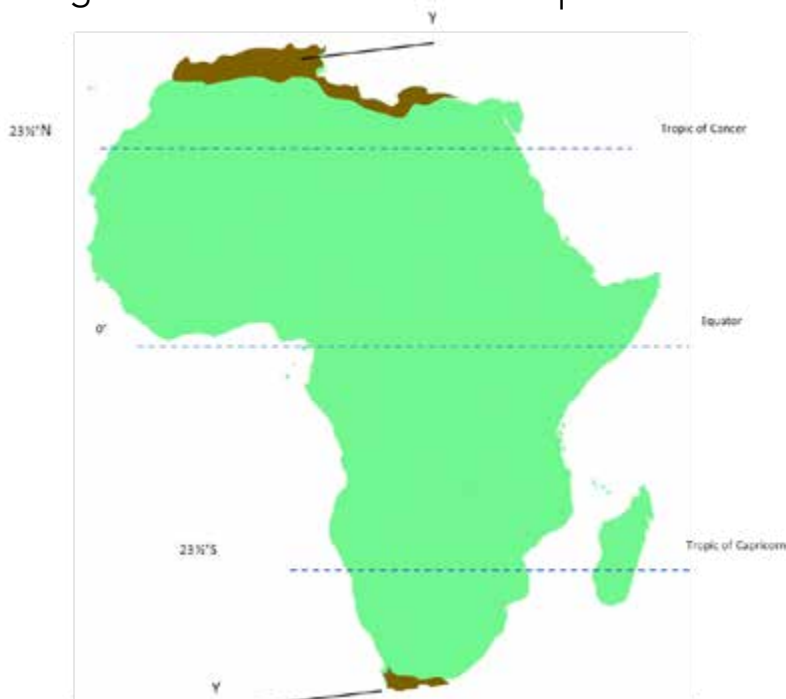 Y
23½°N
Tropic of Cancer
0°
Equator
23½°S
Tropic of Capricorn
Y